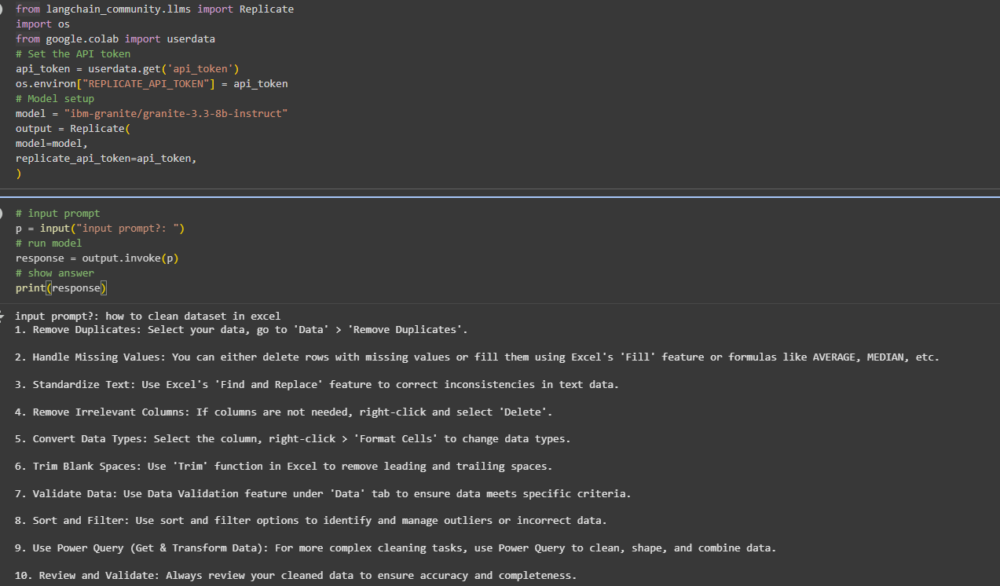 from langchain_community.llms import Replicate
import os
from google.colab import userdata
# Set the API token
api_token = userdata.get('api_token')
os.environ["REPLICATE_API_TOKEN"] = api_token
# Model setup
model = "ibm-granite/granite-3.3-8b-instruct"
output = Replicate(
model=model,
replicate_api_token=api_token,
)
# input prompt
p = input("input prompt?: ")
# run model
response = output.invoke(p)
# show answer
print(response)
input prompt?: how to clean dataset in excel
1. Remove Duplicates: Select your data, go to 'Data' > 'Remove Duplicates'.
2. Handle Missing Values: You can either delete rows with missing values or fill them using Excel's 'Fill' feature or formulas like AVERAGE, MEDIAN, etc.
3. Standardize Text: Use Excel's 'Find and Replace' feature to correct inconsistencies in text data.
4. Remove Irrelevant Columns: If columns are not needed, right-click and select 'Delete'.
5. Convert Data Types: Select the column, right-click > 'Format Cells' to change data types.
6. Trim Blank Spaces: Use 'Trim' function in Excel to remove leading and trailing spaces.
7. Validate Data: Use Data Validation feature under 'Data' tab to ensure data meets specific criteria.
8. Sort and Filter: Use sort and filter options to identify and manage outliers or incorrect data.
9. Use Power Query (Get & Transform Data): For more complex cleaning tasks, use Power Query to clean, shape, and combine data.
10. Review and Validate: Always review your cleaned data to ensure accuracy and completeness.